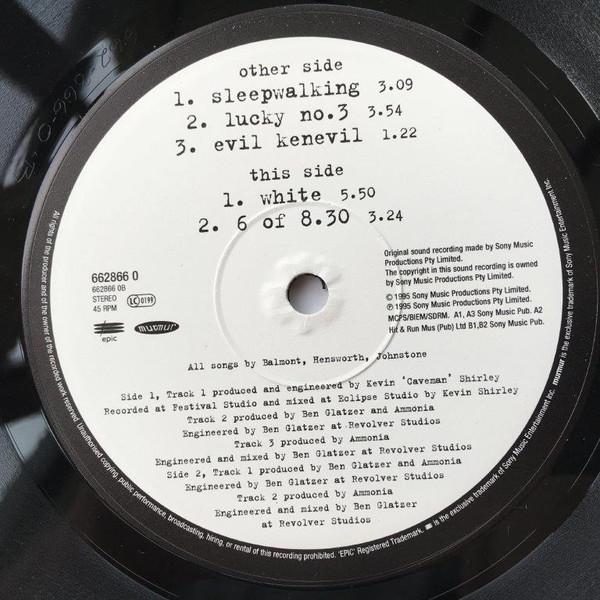 other side
1. sleepwalking 3.09
2. lucky no.3 3.54
3. evil kenevil 1.22
this side
1. white 5.50
2. 6 of 8.30 3.24
662866 0
662866 0B
STEREO
45 RPM
LC 0199
epic
murmur
Original sound recording made by Sony Music
Productions Pty Limited.
The copyright in this sound recording is owned
by Sony Music Productions Pty Limited.
© 1995 Sony Music Productions Pty Limited.
℗ 1995 Sony Music Productions Pty Limited.
MCPS/BIEM/SDRM. A1, A3 Sony Music Pub. A2
Hit & Run Mus (Pub) Ltd B1,B2 Sony Music Pub.
All songs by Balmont, Hensworth, Johnstone
Side 1, Track 1 produced and engineered by Kevin 'Caveman' Shirley
Recorded at Festival Studio and mixed at Eclipse Studio by Kevin Shirley
Track 2 produced by Ben Glatzer and Ammonia
Engineered by Ben Glatzer at Revolver Studios
Track 3 produced by Ammonia
Engineered and mixed by Ben Glatzer at Revolver Studios
Side 2, Track 1 produced by Ben Glatzer and Ammonia
Engineered by Ben Glatzer at Revolver Studios
Track 2 produced by Ammonia
Engineered and mixed by Ben Glatzer
at Revolver Studios
All rights of the producer and of the owner of the recorded work reserved. Unauthorised copying, public performance, broadcasting, hiring, or rental of this recording prohibited. 'EPIC' Registered Trademark. is the exclusive trademark of Sony Music Entertainment Inc. murmur is the exclusive trademark of Sony Music Entertainment Inc.